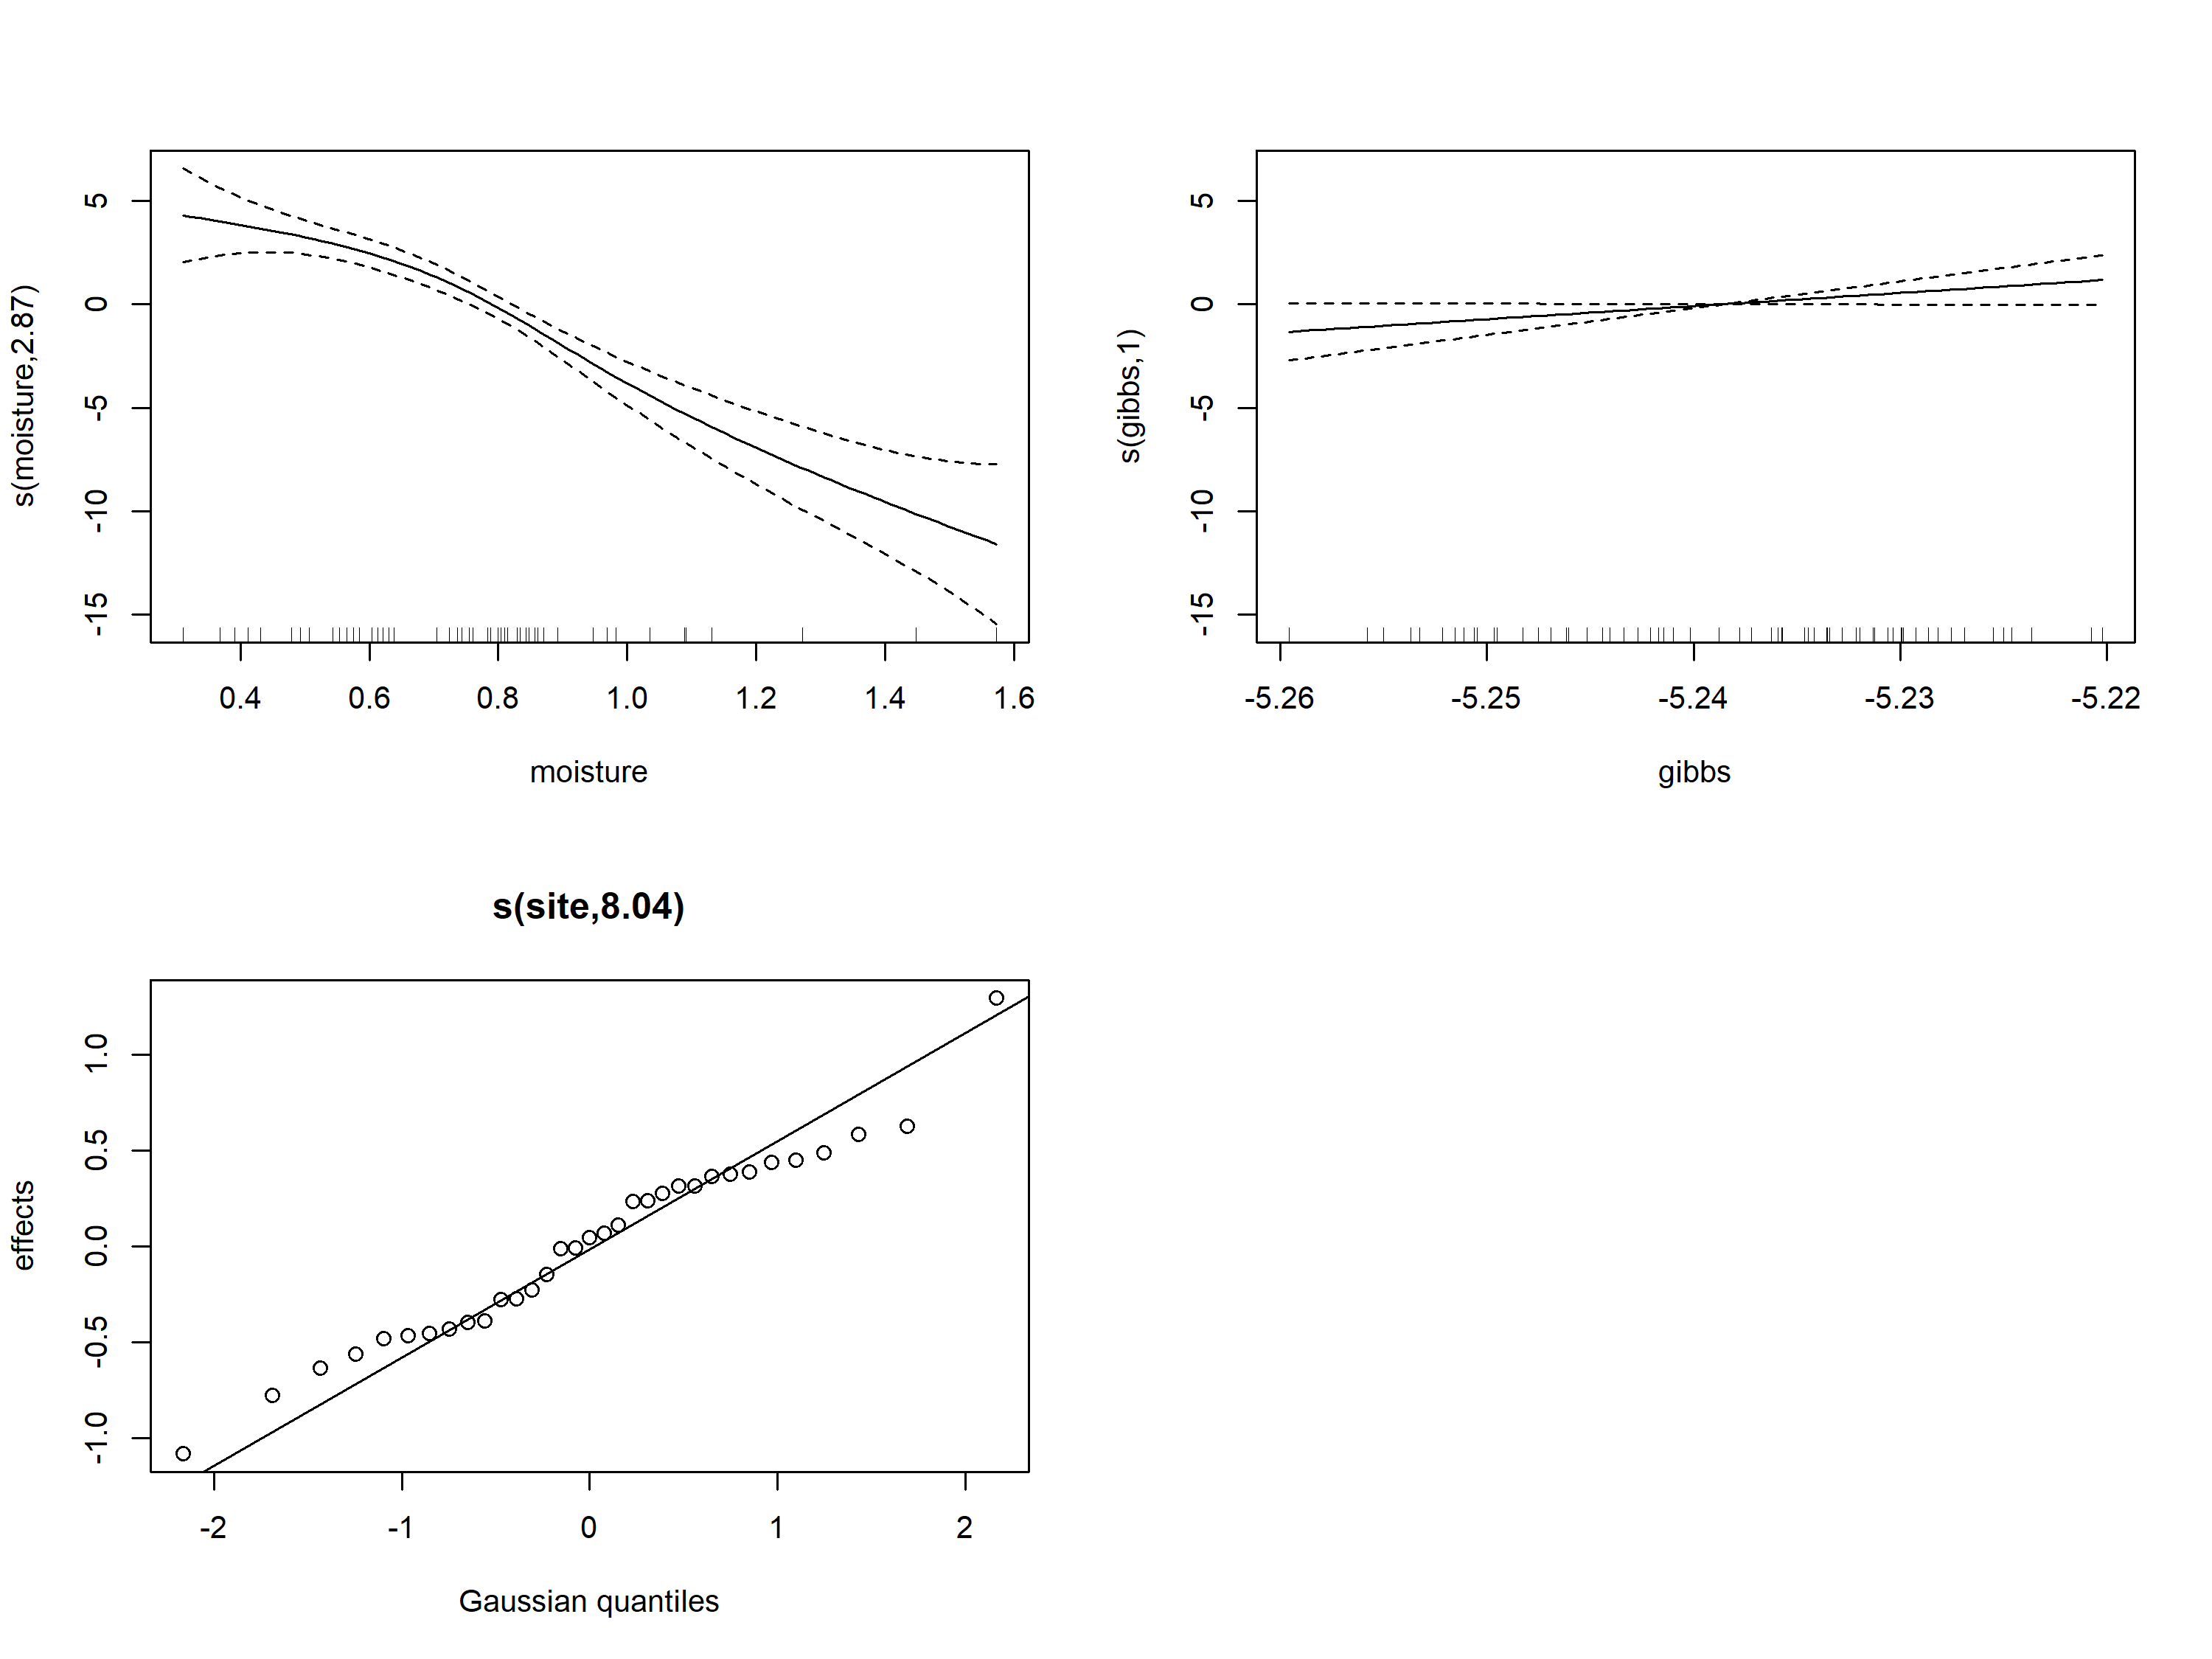 s(moisture,2.87)
5
0
-5
-10
-15
0.4 0.6 0.8 1.0 1.2 1.4 1.6
moisture
s(gibbs,1)
5
0
-5
-10
-15
-5.26 -5.25 -5.24 -5.23 -5.22
gibbs
s(site,8.04)
effects
1.0
0.5
0.0
-0.5
-1.0
-2 -1 0 1 2
Gaussian quantiles